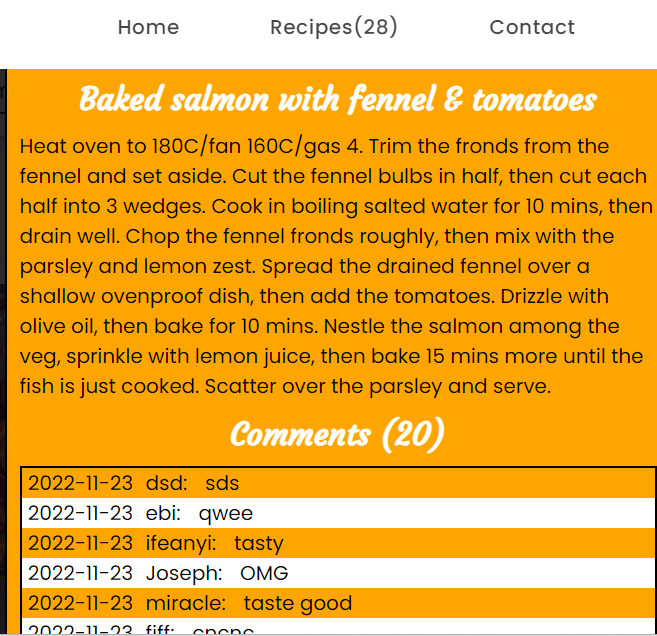 Home Recipes(28) Contact
Baked salmon with fennel & tomatoes
Heat oven to 180C/fan 160C/gas 4. Trim the fronds from the
fennel and set aside. Cut the fennel bulbs in half, then cut each
half into 3 wedges. Cook in boiling salted water for 10 mins, then
drain well. Chop the fennel fronds roughly, then mix with the
parsley and lemon zest. Spread the drained fennel over a
shallow ovenproof dish, then add the tomatoes. Drizzle with
olive oil, then bake for 10 mins. Nestle the salmon among the
veg, sprinkle with lemon juice, then bake 15 mins more until the
fish is just cooked. Scatter over the parsley and serve.
Comments (20)
2022-11-23 dsd: sds
2022-11-23 ebi: qwee
2022-11-23 ifeanyi: tasty
2022-11-23 Joseph: OMG
2022-11-23 miracle: taste good
2022-11-23